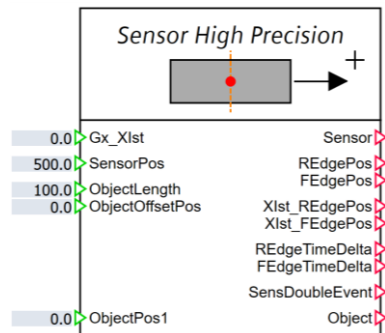 Sensor High Precision
+
0.0 Gx_XIst Sensor
500.0 SensorPos REdgePos
FEdgePos
100.0 ObjectLength
0.0 ObjectOffsetPos XIst_REdgePos
XIst_FEdgePos
REdgeTimeDelta
FEdgeTimeDelta
SensDoubleEvent
0.0 ObjectPos1 Object